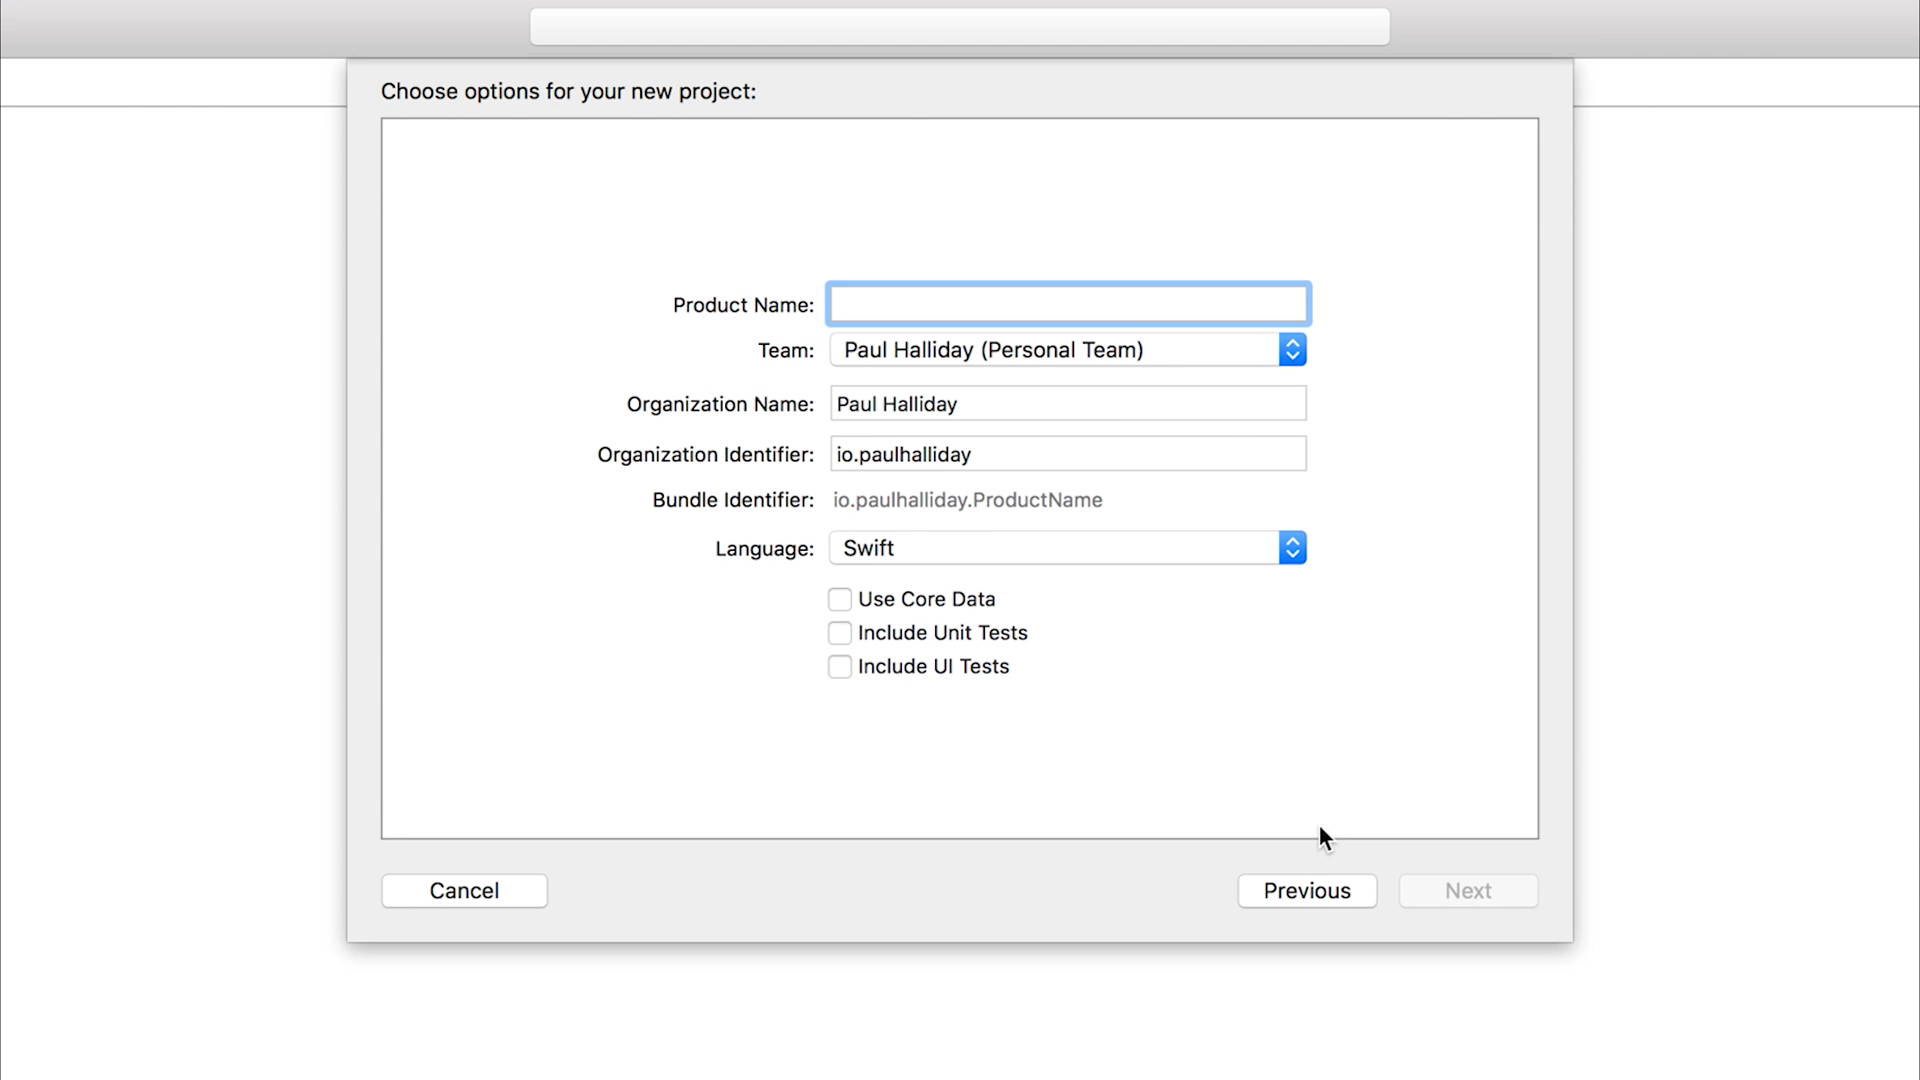 Choose options for your new project:
Product Name:
Team: Paul Halliday (Personal Team)
Organization Name: Paul Halliday
Organization Identifier: io.paulhalliday
Bundle Identifier: io.paulhalliday.ProductName
Language: Swift
Use Core Data
Include Unit Tests
Include UI Tests
Cancel Previous Next